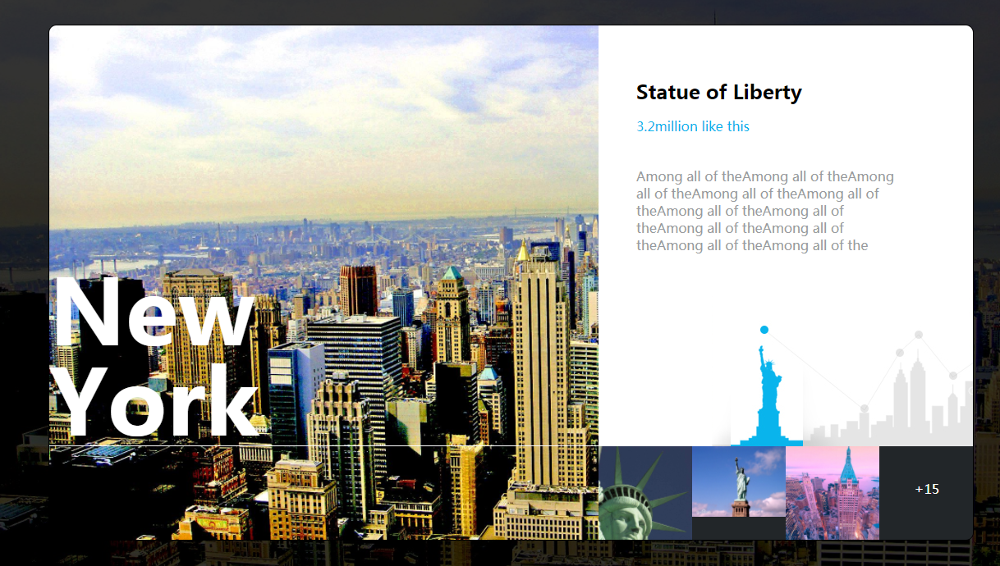 New
York
Statue of Liberty
3.2million like this
Among all of theAmong all of theAmong
all of theAmong all of theAmong all of
theAmong all of theAmong all of
theAmong all of theAmong all of
theAmong all of theAmong all of the
+15